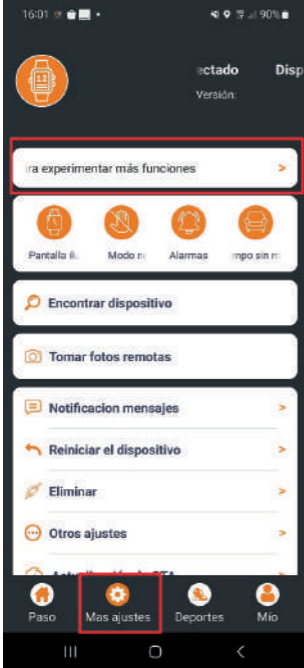 16:01
90%
ectado Disp
Versión:
ra experimentar más funciones >
Pantalla Modo Alarmas mpo sin
Encontrar dispositivo
Tomar fotos remotas
Notificacion mensajes >
Reiniciar el dispositivo >
Eliminar >
Otros ajustes >
Paso Mas ajustes Deportes Mío